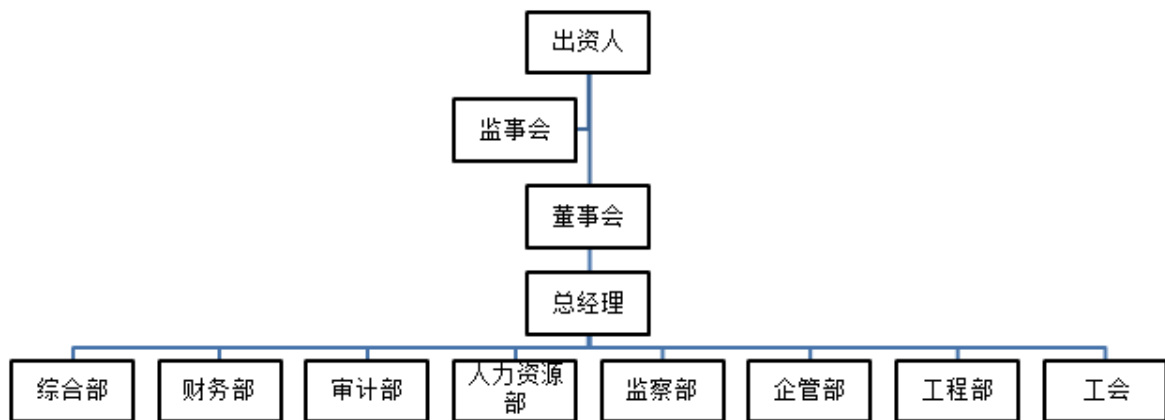 出资人
监事会
董事会
总经理
综合部
财务部
审计部
人力资源
部
监察部
企管部
工程部
工会